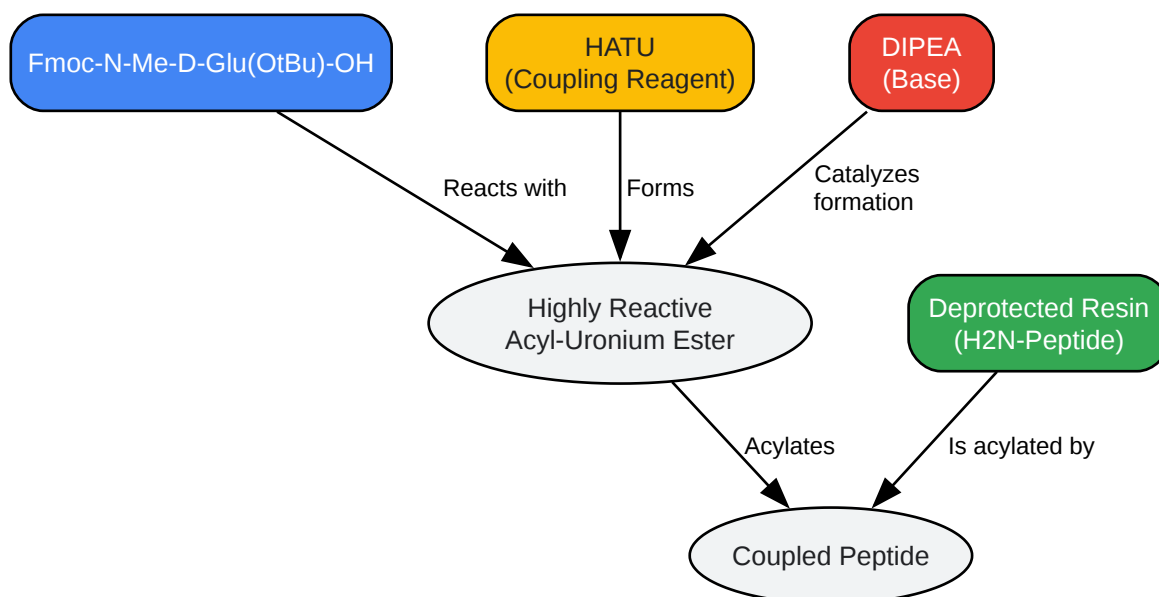 Fmoc-N-Me-D-Glu(OtBu)-OH
HATU
(Coupling Reagent)
DIPEA
(Base)
Reacts with
Forms
Catalyzes
formation
Highly Reactive
Acyl-Uronium Ester
Deprotected Resin
(H2N-Peptide)
Acylates
Is acylated by
Coupled Peptide